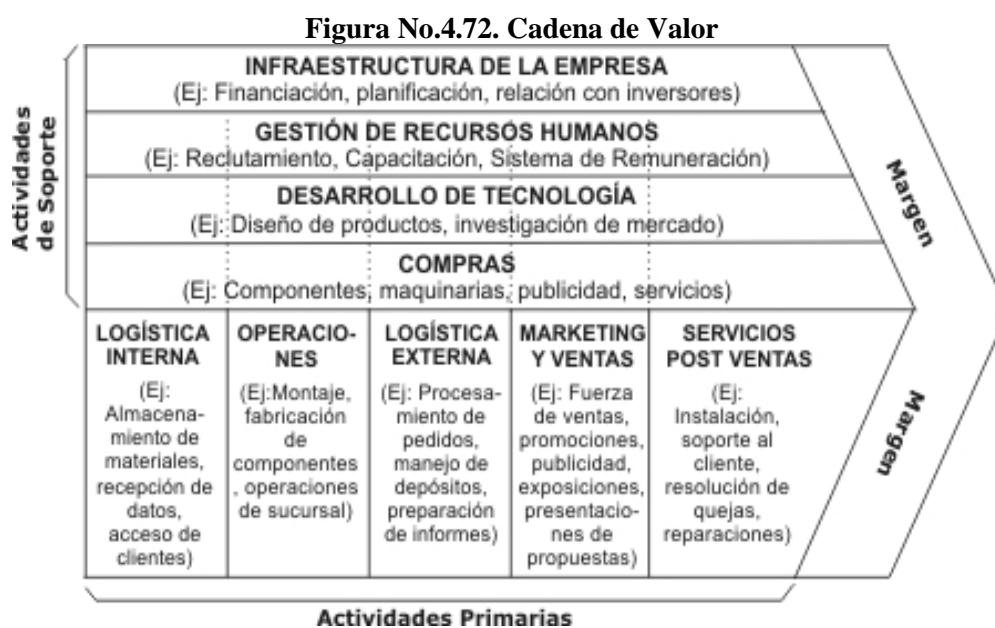 Figura No.4.72. Cadena de Valor
Actividades
de Soporte
INFRAESTRUCTURA DE LA EMPRESA
(Ej: Financiación, planificación, relación con inversores)
GESTIÓN DE RECURSOS HUMANOS
(Ej: Reclutamiento, Capacitación, Sistema de Remuneración)
DESARROLLO DE TECNOLOGÍA
(Ej: Diseño de productos, investigación de mercado)
COMPRAS
(Ej: Componentes, maquinarias, publicidad, servicios)
Margen
LOGÍSTICA
INTERNA
(Ej:
Almacena-
miento de
materiales,
recepción de
datos,
acceso de
clientes)
OPERACIO-
NES
(Ej:Montaje,
fabricación
de
componentes
, operaciones
de sucursal)
LOGÍSTICA
EXTERNA
(Ej: Procesa-
miento de
pedidos,
manejo de
depósitos,
preparación
de informes)
MARKETING
Y VENTAS
(Ej: Fuerza
de ventas,
promociones,
publicidad,
exposiciones,
presentacio-
nes de
propuestas)
SERVICIOS
POST VENTAS
(Ej:
Instalación,
soporte al
cliente,
resolución de
quejas,
reparaciones)
Margen
Actividades Primarias